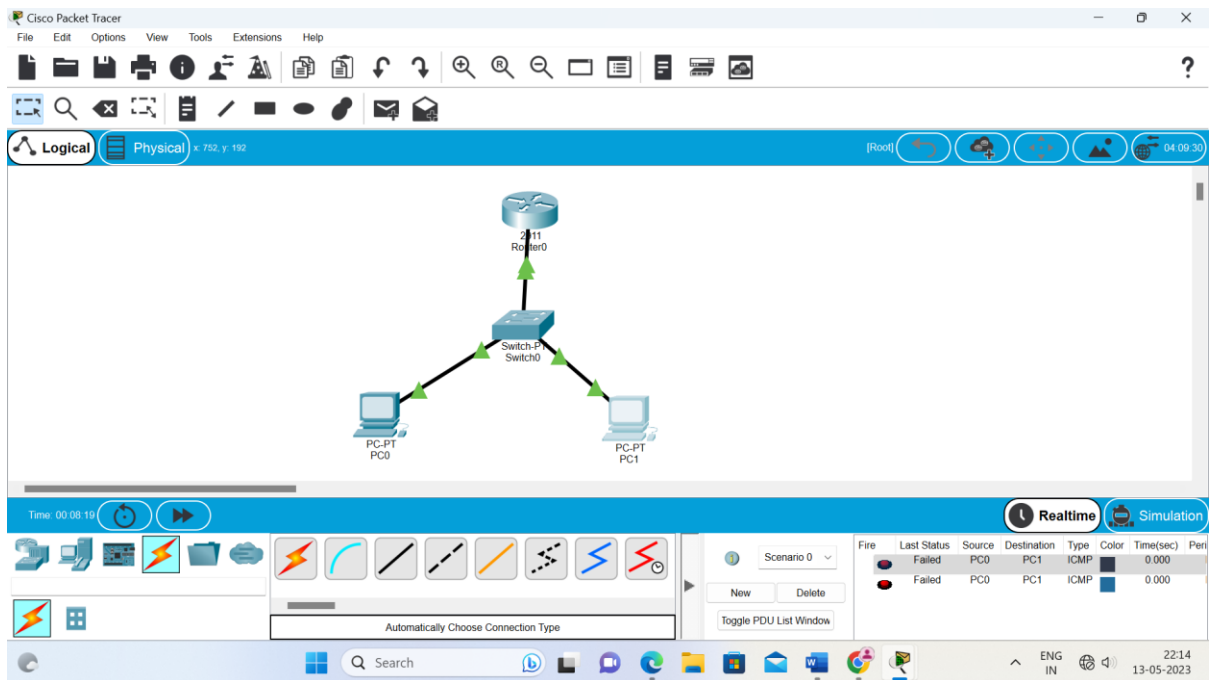 Cisco Packet Tracer
File Edit Options View Tools Extensions Help
?
Logical Physical x: 752, y: 192 [Root] 04:09:30
2911
Router0
Switch-PT
Switch0
PC-PT
PC0
PC-PT
PC1
Time: 00:08:19 Realtime Simulation
Scenario 0
New Delete
Toggle PDU List Window
Fire Last Status Source Destination Type Color Time(sec) Peri
Failed PC0 PC1 ICMP 0.000
Failed PC0 PC1 ICMP 0.000
Automatically Choose Connection Type
Search
ENG
IN
22:14
13-05-2023